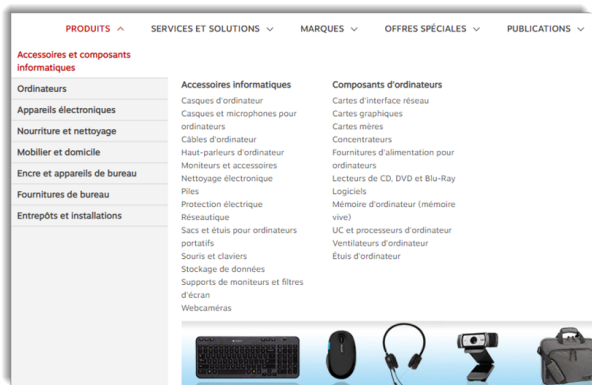 PRODUITS
SERVICES ET SOLUTIONS
MARQUES
OFFRES SPÉCIALES
PUBLICATIONS
Accessoires et composants
informatiques
Ordinateurs
Appareils électroniques
Nourriture et nettoyage
Mobilier et domicile
Encre et appareils de bureau
Fournitures de bureau
Entrepôts et installations
Accessoires informatiques
Casques d'ordinateur
Casques et microphones pour
ordinateurs
Câbles d'ordinateur
Haut-parleurs d'ordinateur
Moniteurs et accessoires
Nettoyage électronique
Piles
Protection électrique
Réseautique
Sacs et étuis pour ordinateurs
portatifs
Souris et claviers
Stockage de données
Supports de moniteurs et filtres
d'écran
Webcaméras
Composants d'ordinateurs
Cartes d'interface réseau
Cartes graphiques
Cartes mères
Concentrateurs
Fournitures d'alimentation pour
ordinateurs
Lecteurs de CD, DVD et Blu-Ray
Logiciels
Mémoire d'ordinateur (mémoire
vive)
UC et processeurs d'ordinateur
Ventilateurs d'ordinateur
Étuis d'ordinateur